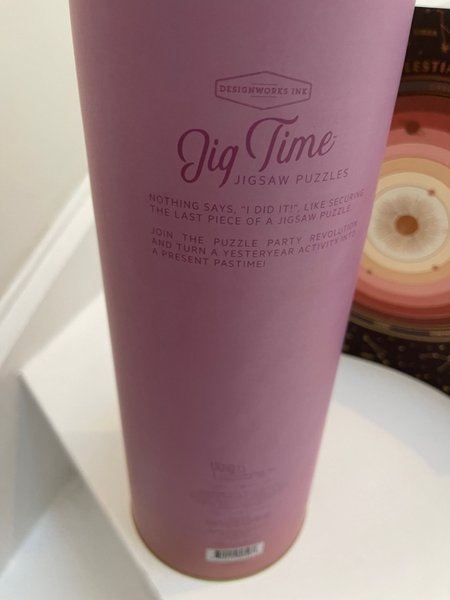 DESIGNWORKS INK
Jig Time™
JIGSAW PUZZLES
NOTHING SAYS, "I DID IT!", LIKE SECURING
THE LAST PIECE OF A JIGSAW PUZZLE
JOIN THE PUZZLE PARTY REVOLUTION
AND TURN A YESTERYEAR ACTIVITY INTO
A PRESENT PASTIME!